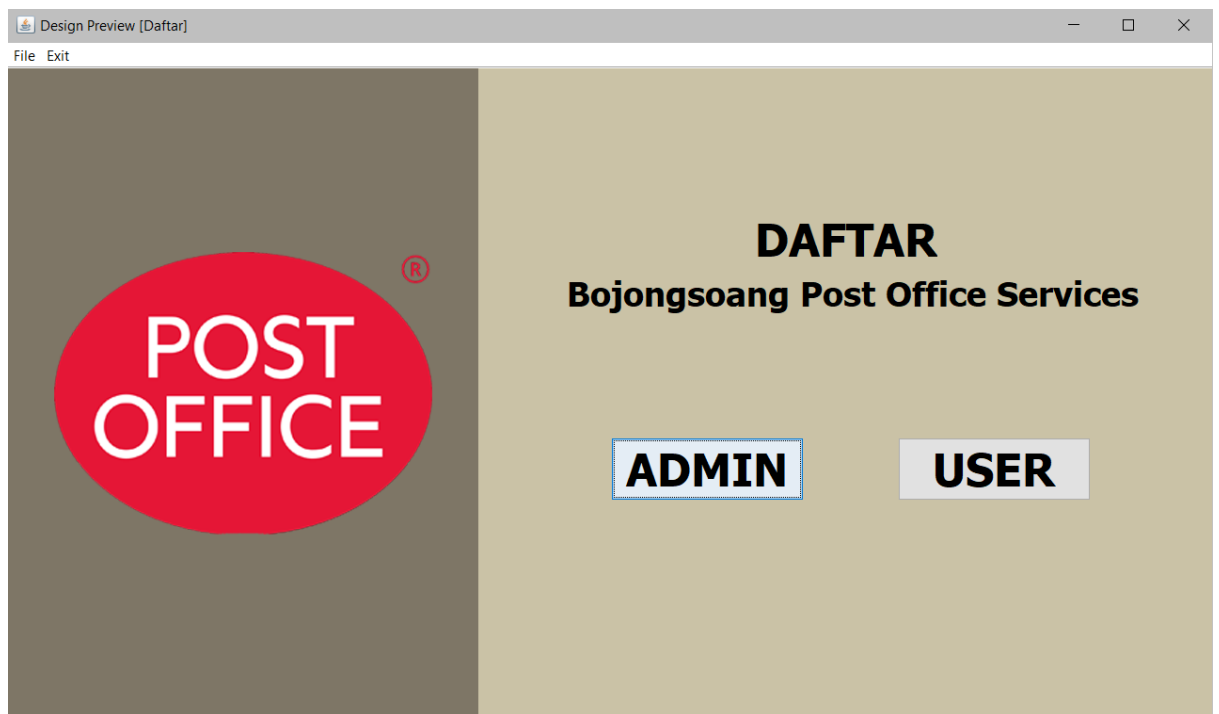 Design Preview [Daftar]
File Exit
POST
OFFICE
®
DAFTAR
Bojongsoang Post Office Services
ADMIN
USER